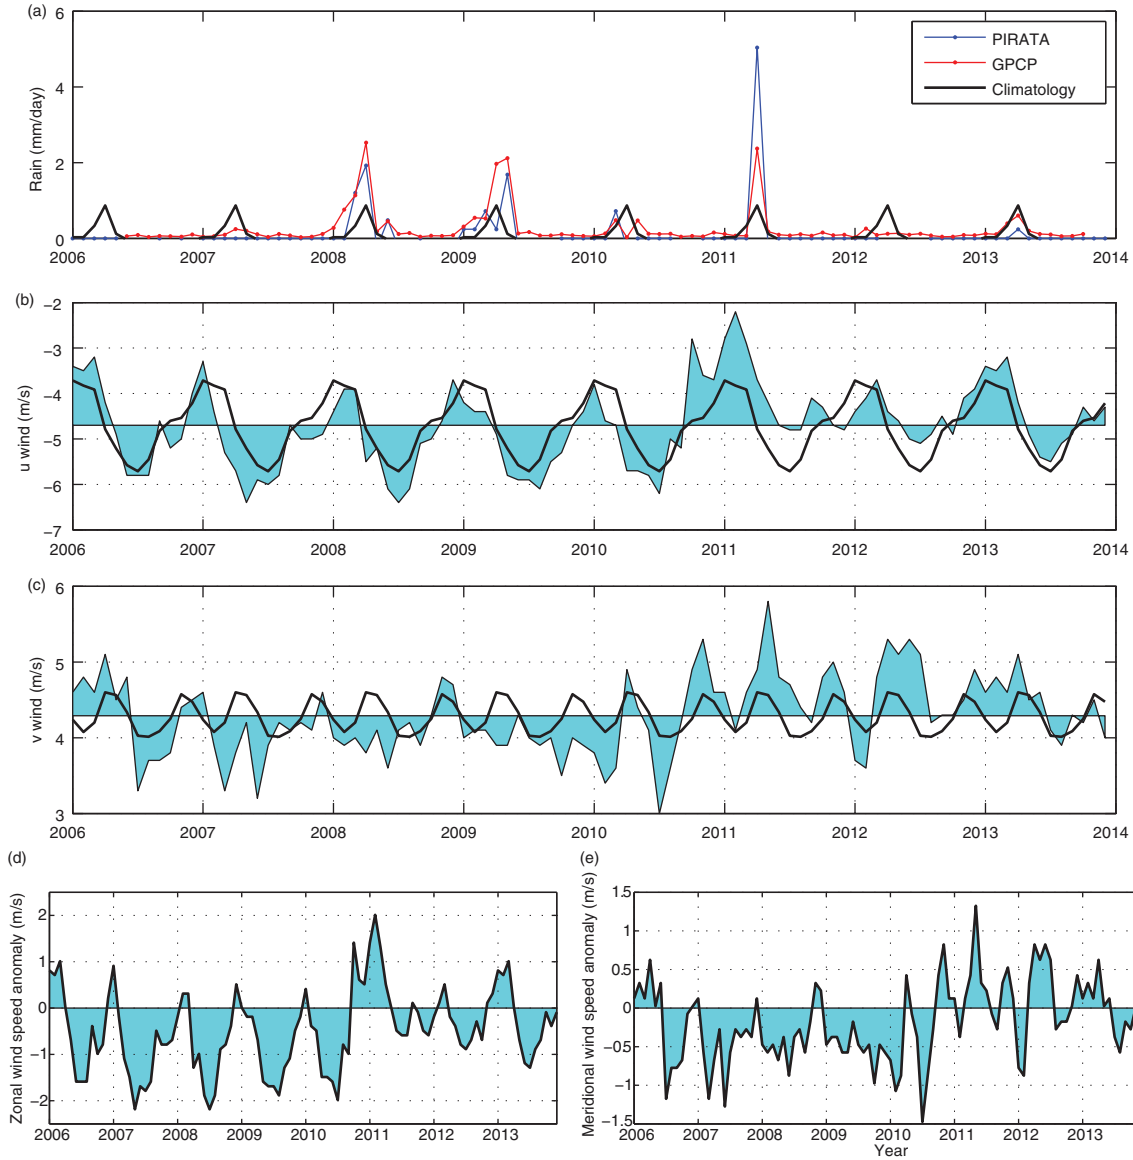 (a)
6
4
2
0
Rain (mm/day)
PIRATA
GPCP
Climatology
2006 2007 2008 2009 2010 2011 2012 2013 2014
(b)
−2
−3
−4
−5
−6
−7
u wind (m/s)
2006 2007 2008 2009 2010 2011 2012 2013 2014
(c)
6
5
4
3
v wind (m/s)
2006 2007 2008 2009 2010 2011 2012 2013 2014
(d)
2
1
0
−1
−2
Zonal wind speed anomaly (m/s)
2006 2007 2008 2009 2010 2011 2012 2013
(e)
1.5
1
0.5
0
−0.5
−1
−1.5
Meridional wind speed anomaly (m/s)
2006 2007 2008 2009 2010 2011 2012 2013
Year